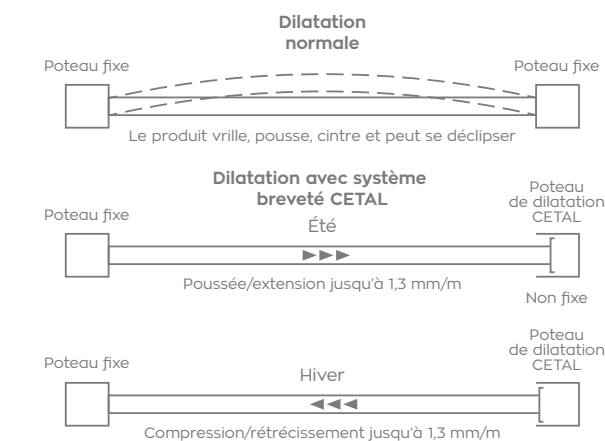 Dilatation
normale
Poteau fixe
Poteau fixe
Le produit vrille, pousse, cintre et peut se déclipser
Dilatation avec système
breveté CETAL
Poteau fixe
Été
Poteau
de dilatation
CETAL
Poussée/extension jusqu'à 1,3 mm/m
Non fixe
Poteau fixe
Hiver
Poteau
de dilatation
CETAL
Compression/rétrécissement jusqu'à 1,3 mm/m